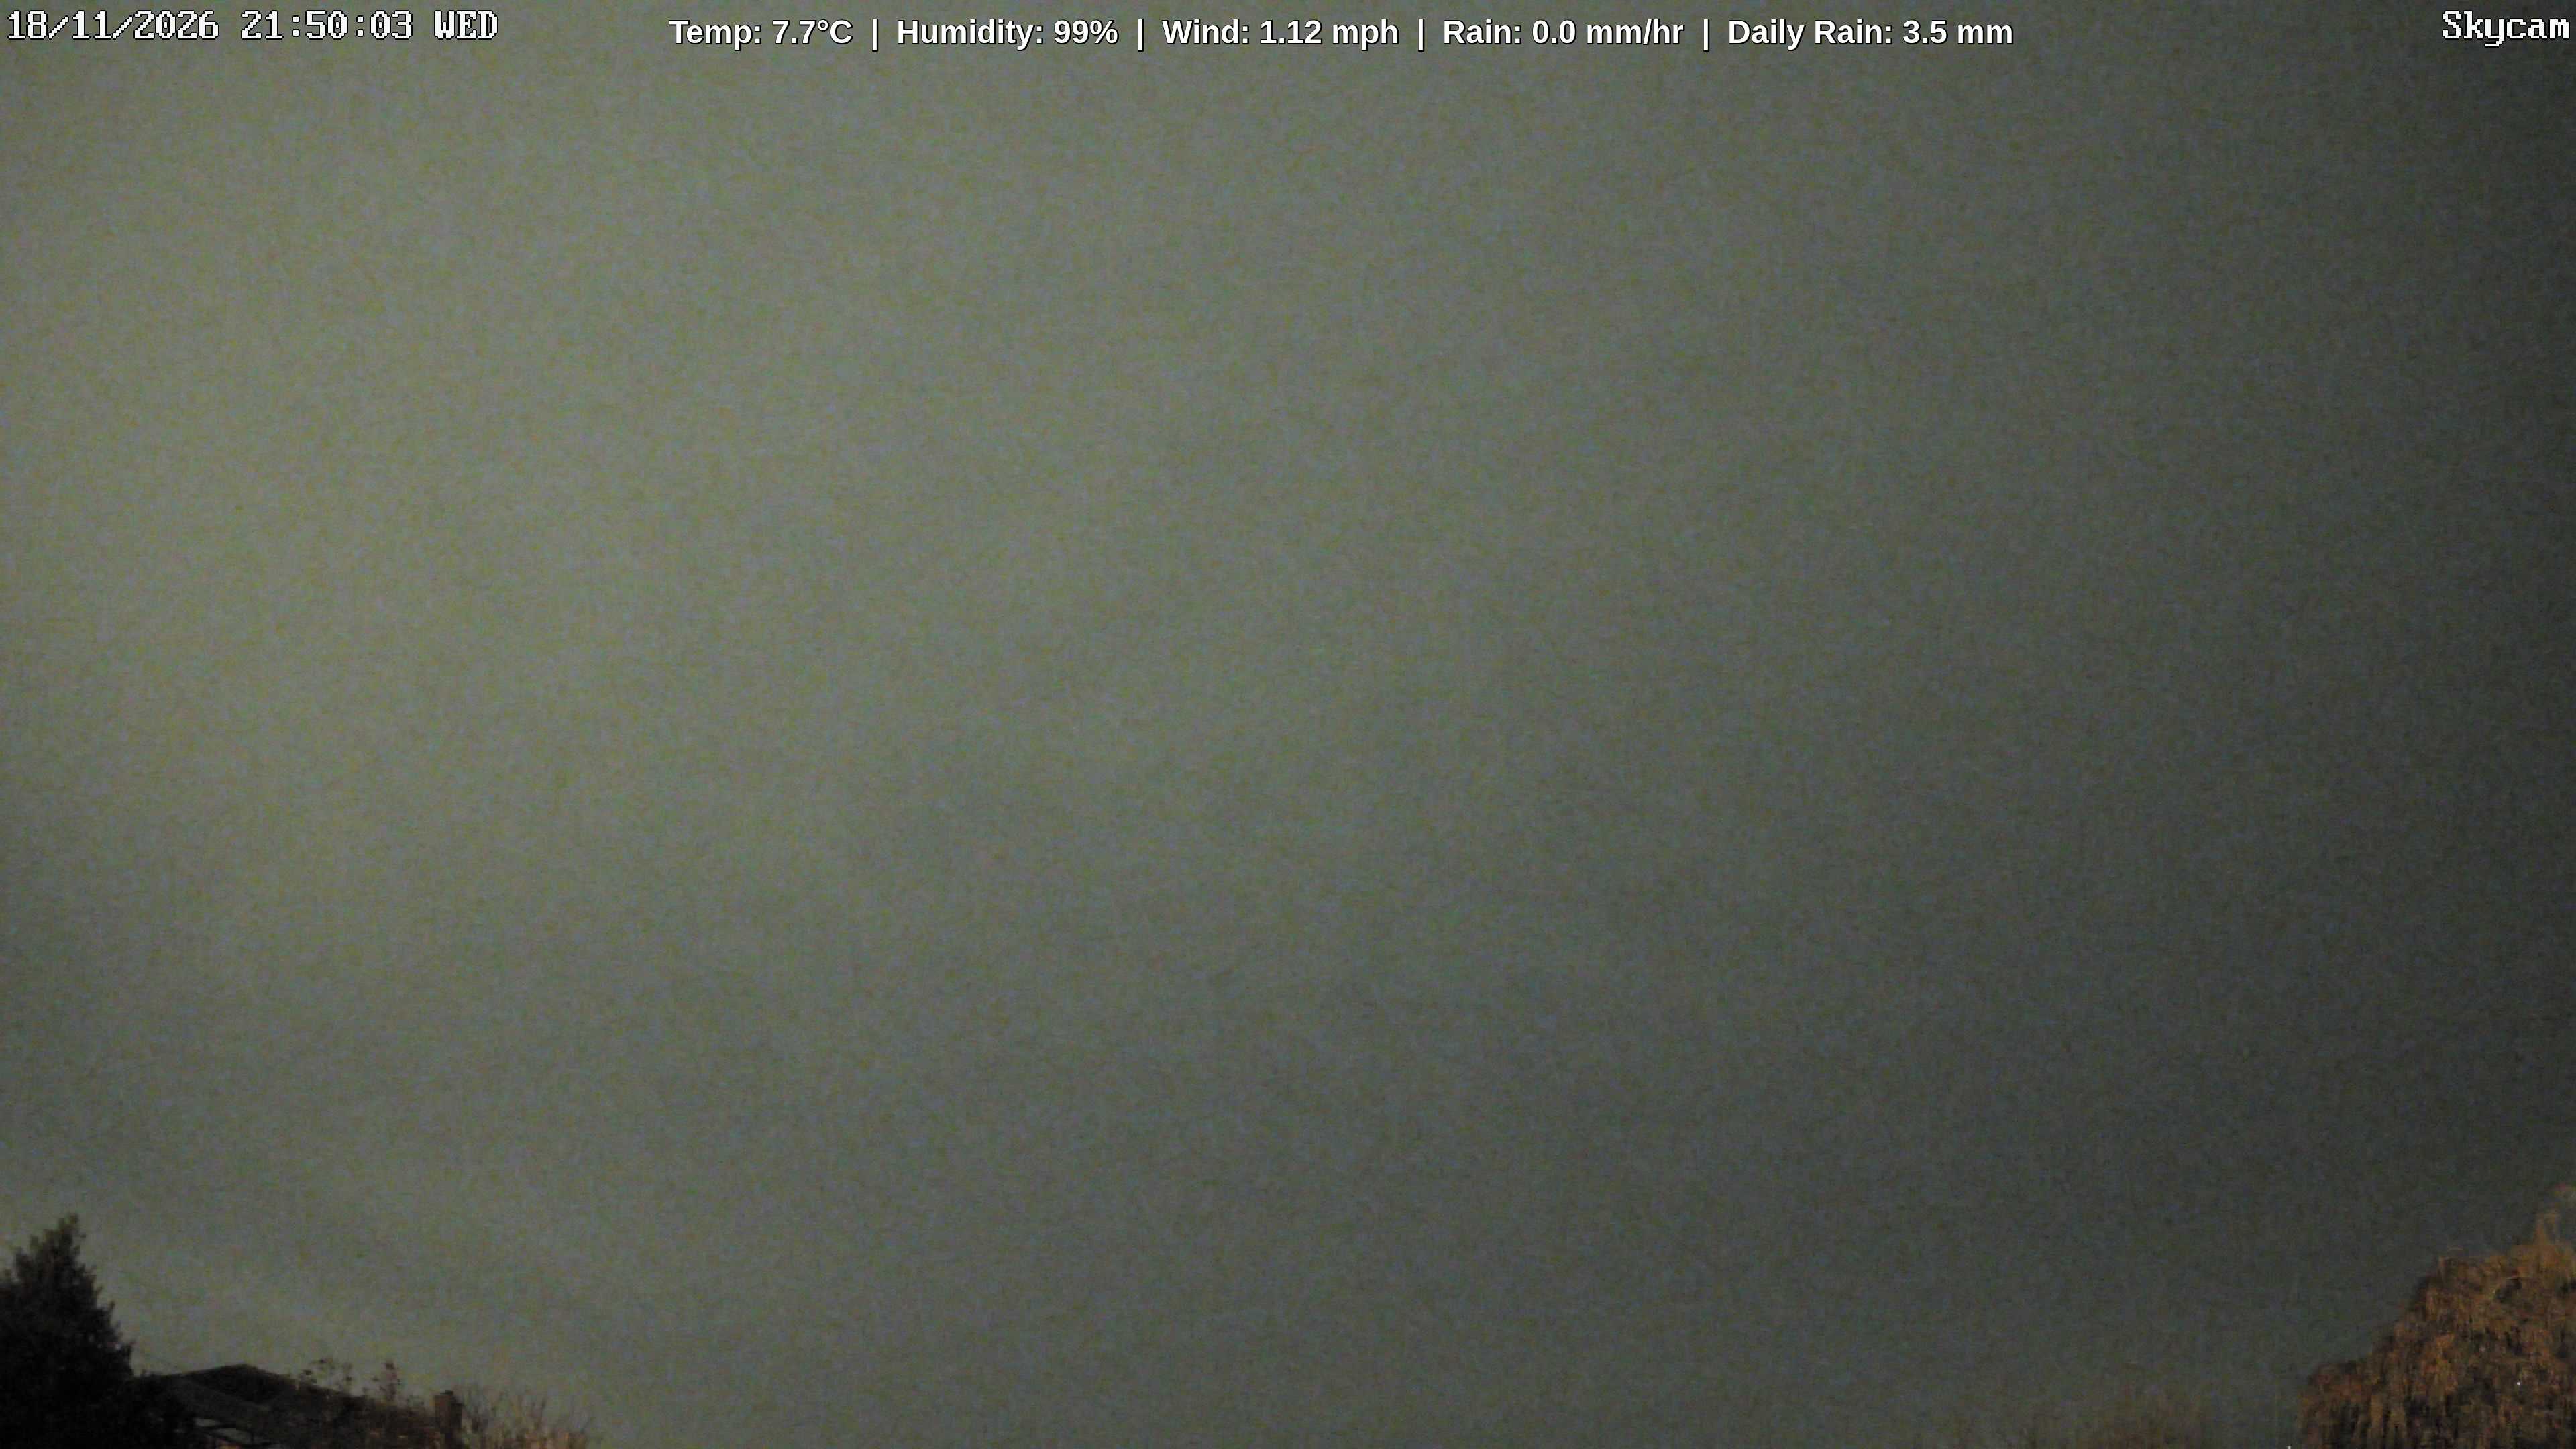 18/11/2026 21:50:03 WED
Temp: 7.7°C | Humidity: 99% | Wind: 1.12 mph | Rain: 0.0 mm/hr | Daily Rain: 3.5 mm
Skycam